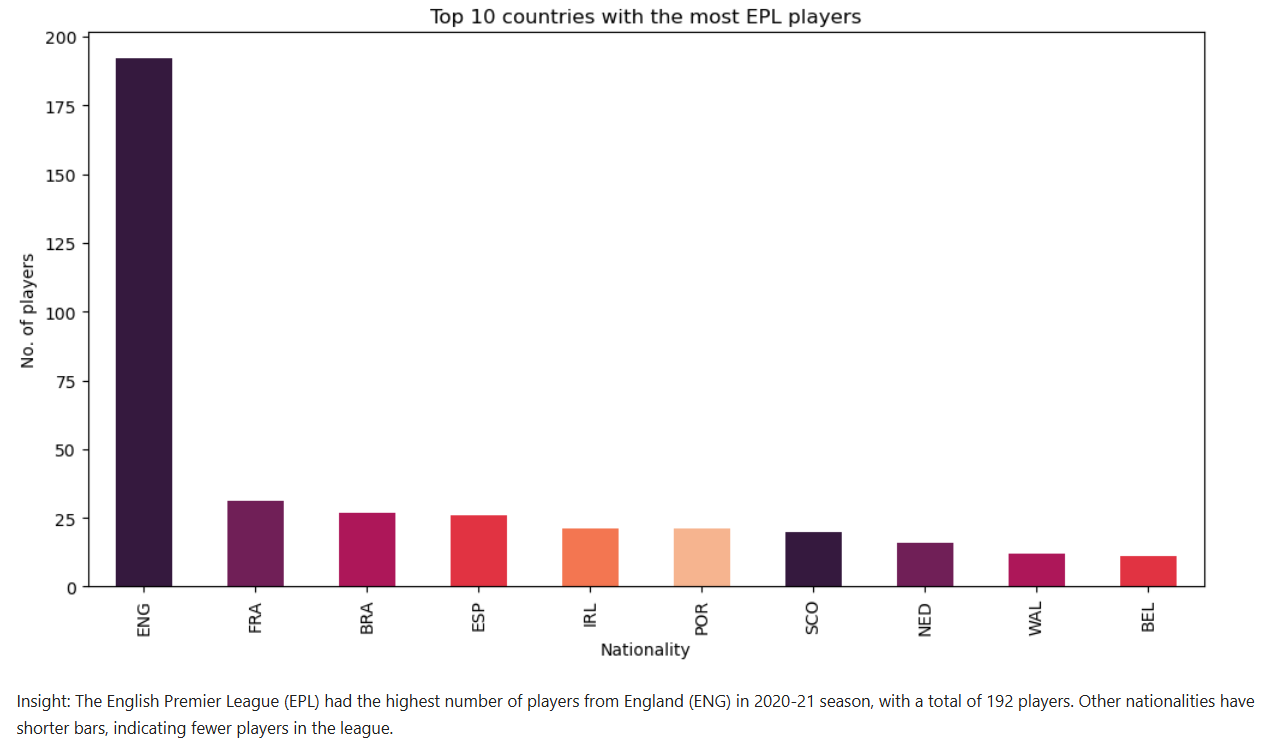 Top 10 countries with the most EPL players
200
175
150
125
100
75
50
25
0
No. of players
ENG FRA BRA ESP IRL POR SCO NED WAL BEL
Nationality
Insight: The English Premier League (EPL) had the highest number of players from England (ENG) in 2020-21 season, with a total of 192 players. Other nationalities have
shorter bars, indicating fewer players in the league.